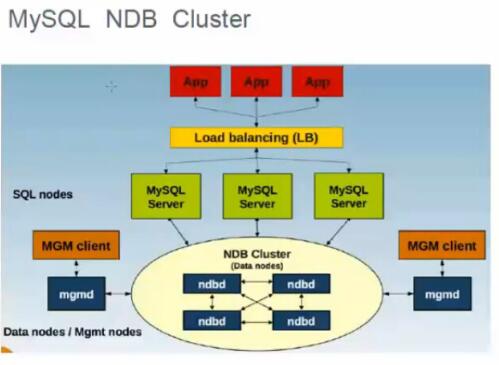 MySQL NDB Cluster
App App App
Load balancing (LB)
SQL nodes
MySQL Server
MySQL Server
MySQL Server
MGM client
NDB Cluster
(Data nodes)
MGM client
mgmd
ndbd ndbd
mgmd
ndbd ndbd
Data nodes / Mgmt nodes